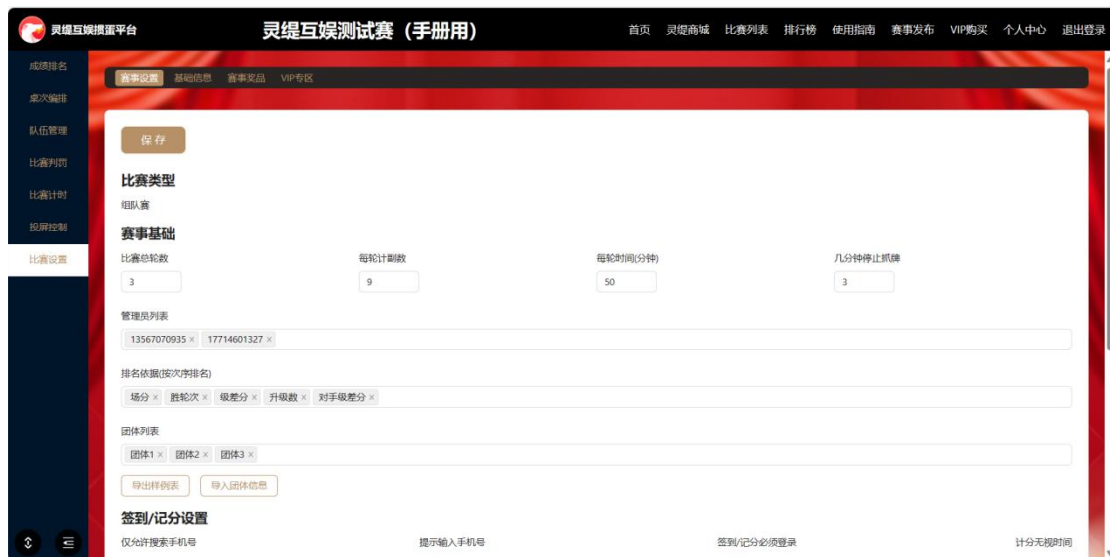 灵缇互娱掼蛋平台 灵缇互娱测试赛（手册用） 首页 灵缇商城 比赛列表 排行榜 使用指南 赛事发布 VIP购买 个人中心 退出登录
成绩排名
桌次编排
队伍管理
比赛判罚
比赛计时
投屏控制
比赛设置
赛事设置 基础信息 赛事奖品 VIP专区
保存
比赛类型
组队赛
赛事基础
比赛总轮数 每轮计副数 每轮时间(分钟) 几分钟停止抓牌
3 9 50 3
管理员列表
13567070935 × 17714601327 ×
排名依据(按次序排名)
场分 × 胜轮次 × 级差分 × 升级数 × 对手级差分 ×
团体列表
团体1 × 团体2 × 团体3 ×
导出样例表 导入团体信息
签到/记分设置
仅允许搜索手机号 提示输入手机号 签到/记分必须登录 计分无视时间